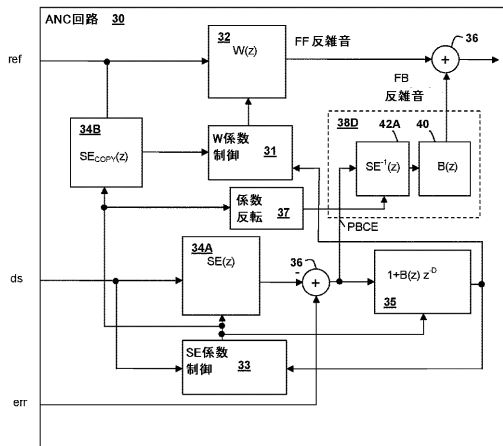 ANC回路 30
ref
32
W(z)
FF 反雑音
36
+
FB
反雑音
34B
SECOPY(z)
W係数
制御 31
38D
42A
40
SE-1(z)
B(z)
係数
反転 37
PBCE
34A
SE(z)
36
-
+
1+B(z) z-D
35
ds
SE係数
制御 33
err